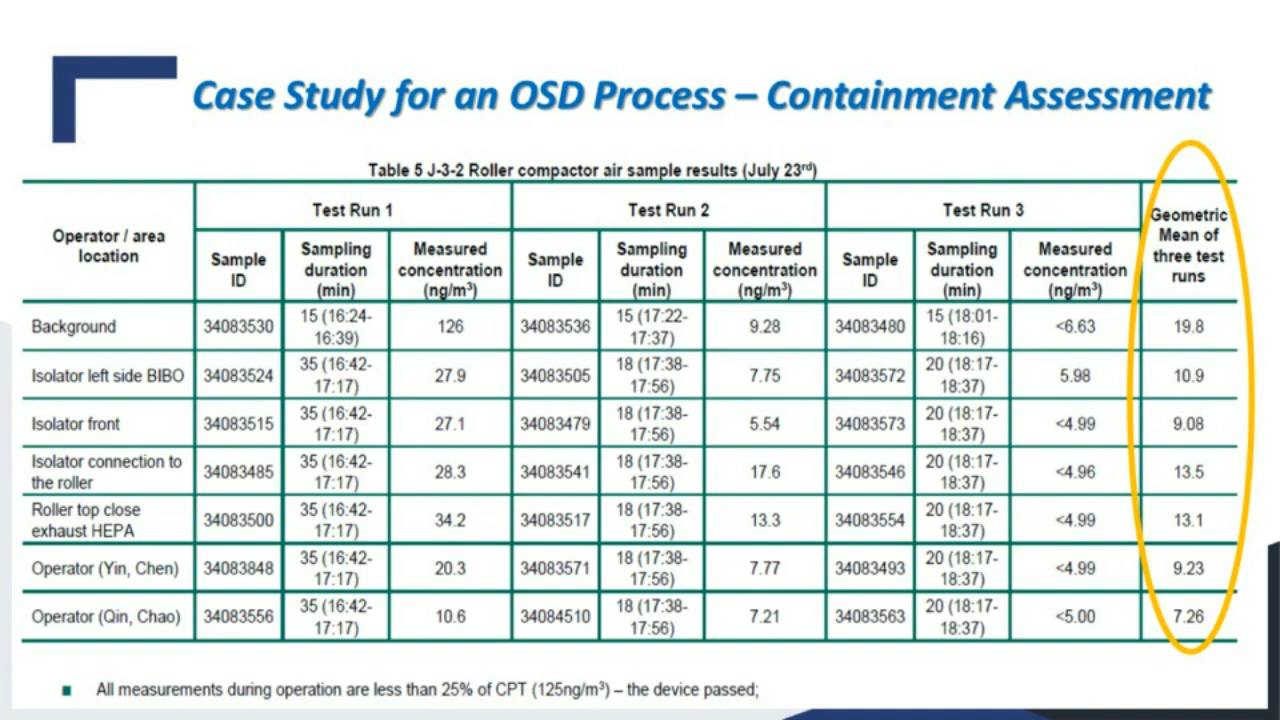 Case Study for an OSD Process – Containment Assessment
Table 5 J-3-2 Roller compactor air sample results (July 23rd)
Operator / area location | Test Run 1 | Test Run 2 | Test Run 3 | Geometric Mean of three test runs
Sample ID | Sampling duration (min) | Measured concentration (ng/m³) | Sample ID | Sampling duration (min) | Measured concentration (ng/m³) | Sample ID | Sampling duration (min) | Measured concentration (ng/m³)
Background | 34083530 | 15 (16:24-16:39) | 126 | 34083536 | 15 (17:22-17:37) | 9.28 | 34083480 | 15 (18:01-18:16) | <6.63 | 19.8
Isolator left side BIBO | 34083524 | 35 (16:42-17:17) | 27.9 | 34083505 | 18 (17:38-17:56) | 7.75 | 34083572 | 20 (18:17-18:37) | 5.98 | 10.9
Isolator front | 34083515 | 35 (16:42-17:17) | 27.1 | 34083479 | 18 (17:38-17:56) | 5.54 | 34083573 | 20 (18:17-18:37) | <4.99 | 9.08
Isolator connection to the roller | 34083485 | 35 (16:42-17:17) | 28.3 | 34083541 | 18 (17:38-17:56) | 17.6 | 34083546 | 20 (18:17-18:37) | <4.96 | 13.5
Roller top close exhaust HEPA | 34083500 | 35 (16:42-17:17) | 34.2 | 34083517 | 18 (17:38-17:56) | 13.3 | 34083554 | 20 (18:17-18:37) | <4.99 | 13.1
Operator (Yin, Chen) | 34083848 | 35 (16:42-17:17) | 20.3 | 34083571 | 18 (17:38-17:56) | 7.77 | 34083493 | 20 (18:17-18:37) | <4.99 | 9.23
Operator (Qin, Chao) | 34083556 | 35 (16:42-17:17) | 10.6 | 34084510 | 18 (17:38-17:56) | 7.21 | 34083563 | 20 (18:17-18:37) | <5.00 | 7.26
■ All measurements during operation are less than 25% of CPT (125ng/m³) – the device passed;